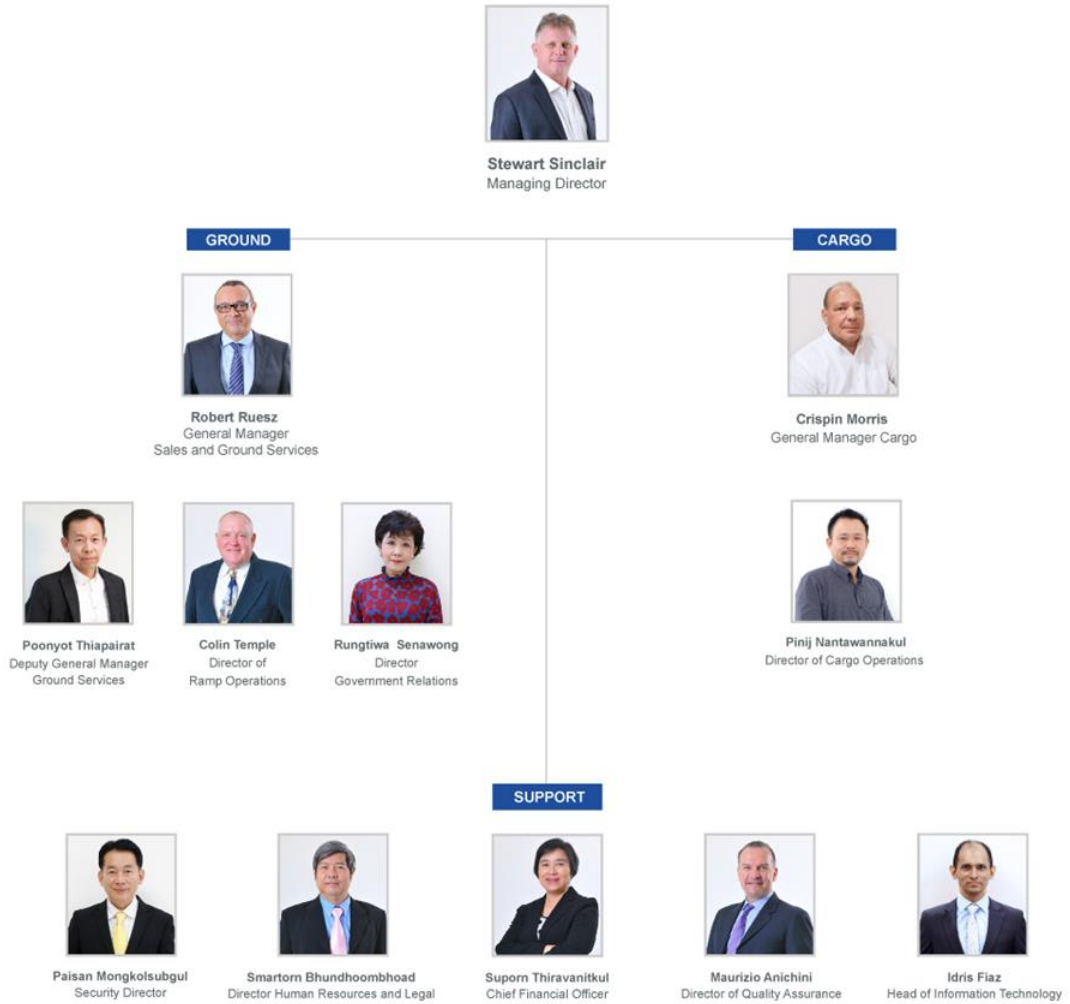 Stewart Sinclair
Managing Director
GROUND
CARGO
Robert Ruesz
General Manager
Sales and Ground Services
Crispin Morris
General Manager Cargo
Poonyot Thiapairat
Deputy General Manager
Ground Services
Colin Temple
Director of
Ramp Operations
Rungtiwa Senawong
Director
Government Relations
Pinij Nantawannakul
Director of Cargo Operations
SUPPORT
Paisan Mongkolsubgul
Security Director
Smartorn Bhundhoombhoad
Director Human Resources and Legal
Suporn Thiravanitkul
Chief Financial Officer
Maurizio Anichini
Director of Quality Assurance
Idris Fiaz
Head of Information Technology